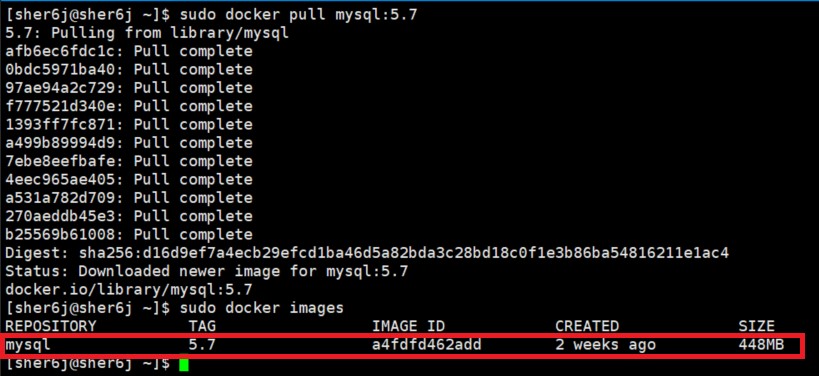 [sher6j@sher6j ~]$ sudo docker pull mysql:5.7
5.7: Pulling from library/mysql
afb6ec6fdc1c: Pull complete
0bdc5971ba40: Pull complete
97ae94a2c729: Pull complete
f777521d340e: Pull complete
1393ff7fc871: Pull complete
a499b89994d9: Pull complete
7ebe8eefbafe: Pull complete
4eec965ae405: Pull complete
a531a782d709: Pull complete
270aeddb45e3: Pull complete
b25569b61008: Pull complete
Digest: sha256:d16d9ef7a4ecb29efcd1ba46d5a82bda3c28bd18c0f1e3b86ba54816211e1ac4
Status: Downloaded newer image for mysql:5.7
docker.io/library/mysql:5.7
[sher6j@sher6j ~]$ sudo docker images
REPOSITORY TAG IMAGE ID CREATED SIZE
mysql 5.7 a4fdfd462add 2 weeks ago 448MB
[sher6j@sher6j ~]$